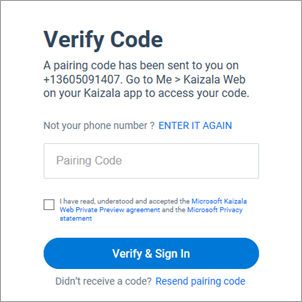 Verify Code
A pairing code has been sent to you on
+13605091407. Go to Me > Kaizala Web
on your Kaizala app to access your code.
Not your phone number ? ENTER IT AGAIN
Pairing Code
I have read, understood and accepted the Microsoft Kaizala
Web Private Preview agreement and the Microsoft Privacy
statement
Verify & Sign In
Didn't receive a code? Resend pairing code